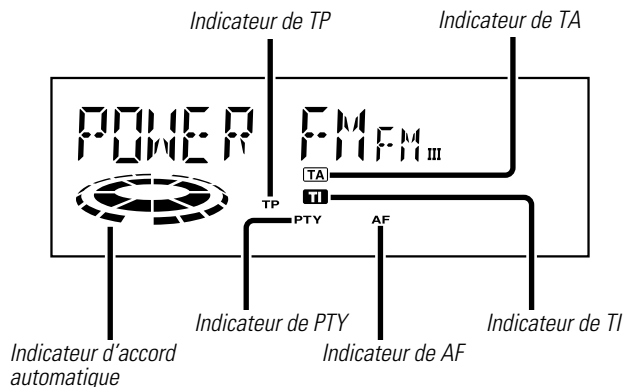 Indicateur de TP
Indicateur de TA
POWER FM FM III
TA
TI
TP
PTY
AF
Indicateur de PTY
Indicateur de TI
Indicateur d'accord
automatique
Indicateur de AF